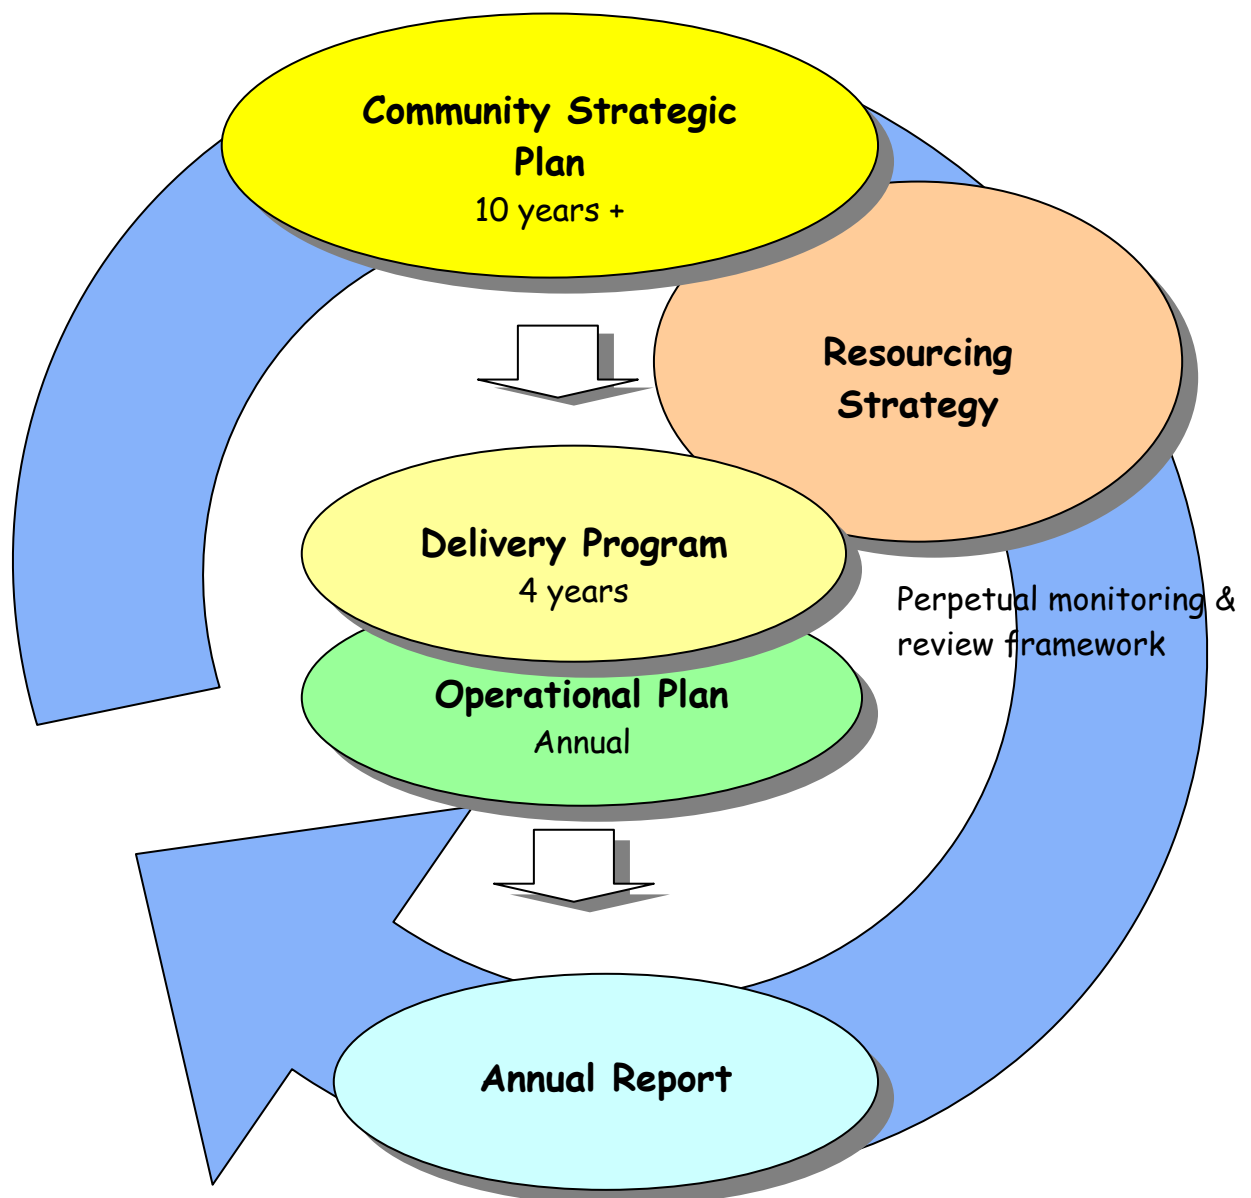 Community Strategic
Plan
10 years +
Resourcing
Strategy
Delivery Program
4 years
Perpetual monitoring &
review framework
Operational Plan
Annual
Annual Report